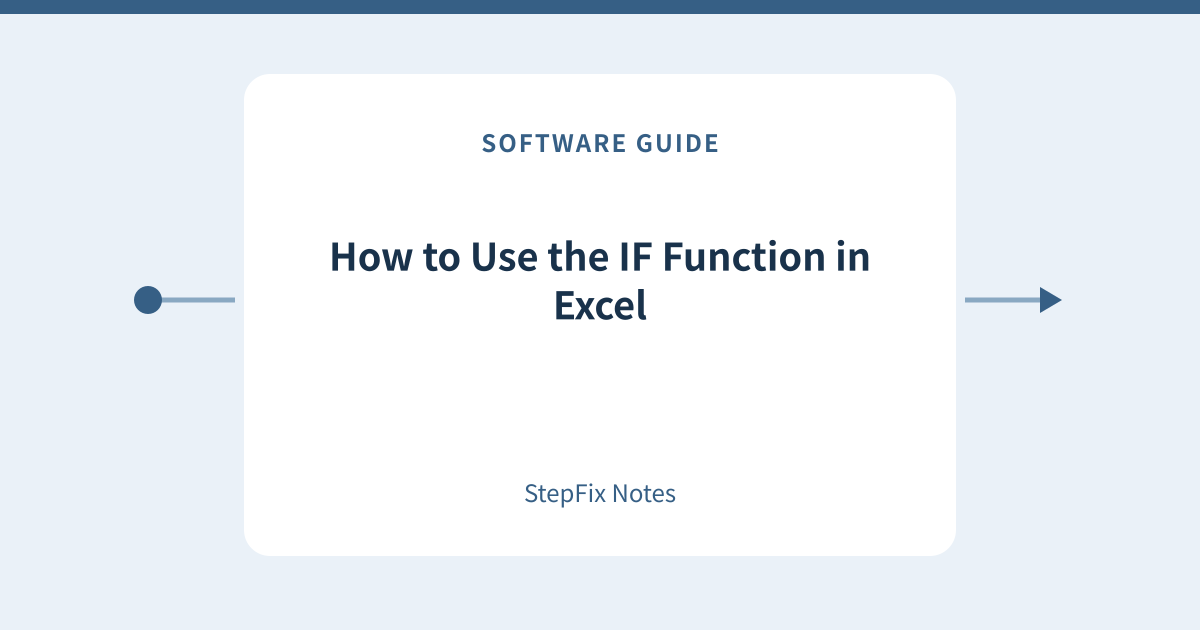 SOFTWARE GUIDE
How to Use the IF Function in
Excel
StepFix Notes